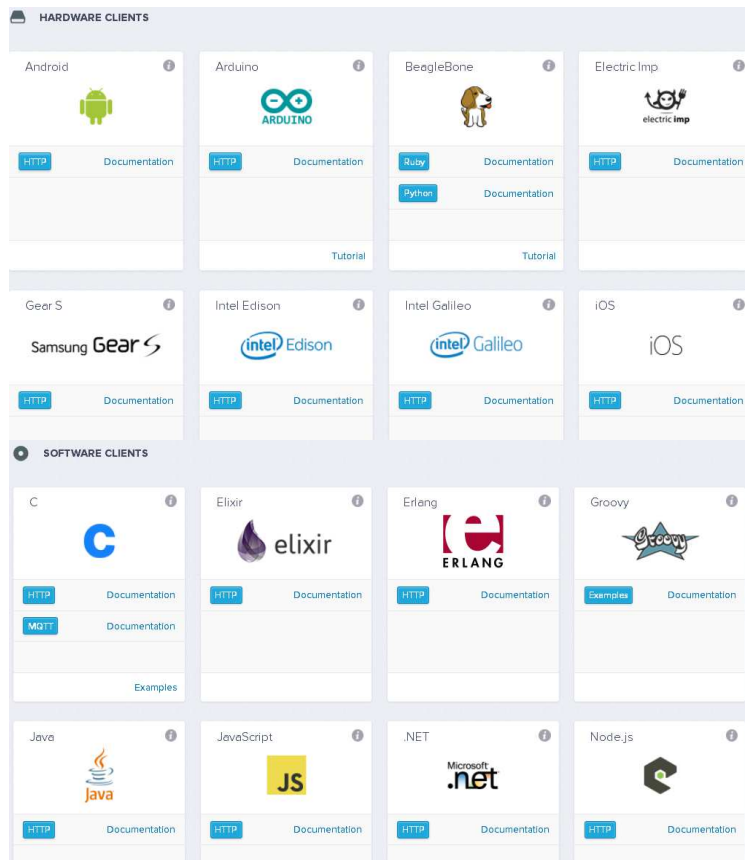 HARDWARE CLIENTS
Android
Arduino
BeagleBone
Electric Imp
ARDUINO
electric imp
HTTP Documentation
HTTP Documentation
Ruby Documentation
HTTP Documentation
Python Documentation
Tutorial
Tutorial
Gear S
Intel Edison
Intel Galileo
iOS
Samsung Gear S
intel Edison
intel Galileo
iOS
HTTP Documentation
HTTP Documentation
HTTP Documentation
HTTP Documentation
SOFTWARE CLIENTS
C
Elixir
Erlang
Groovy
C
elixir
e
ERLANG
Groovy
HTTP Documentation
HTTP Documentation
HTTP Documentation
Examples Documentation
MQTT Documentation
Examples
Java
JavaScript
.NET
Node.js
Java
JS
Microsoft
.net
HTTP Documentation
HTTP Documentation
HTTP Documentation
HTTP Documentation